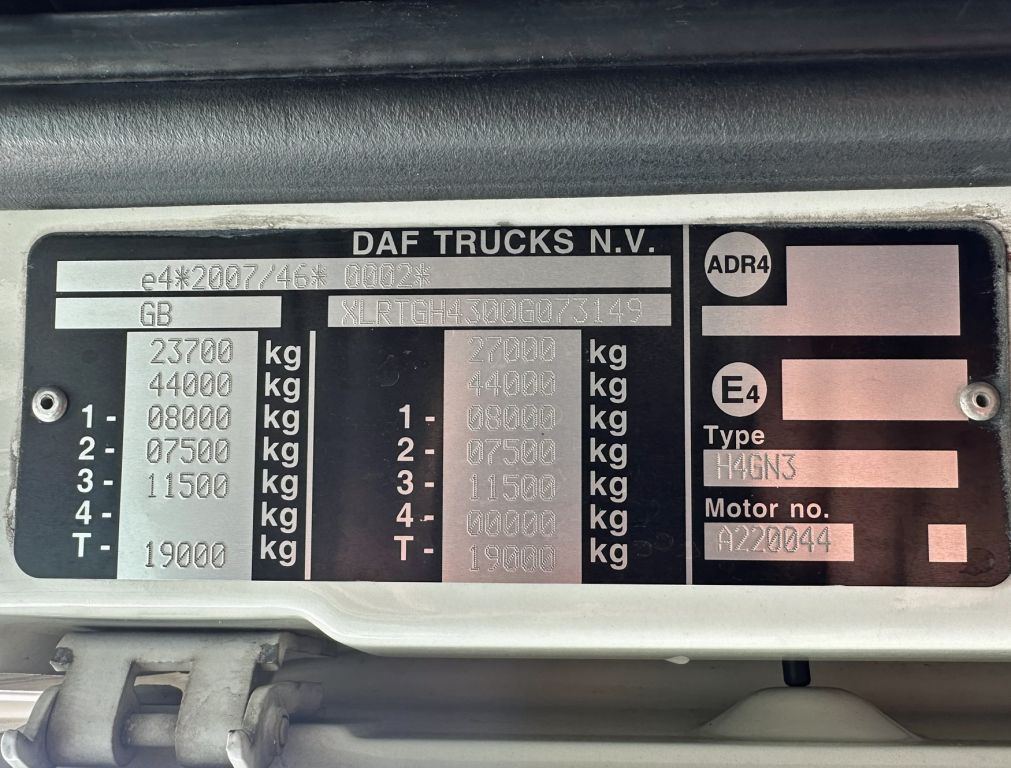 DAF TRUCKS N.V.
e4*2007/46* 0002*
GB XLRTGH4300G073149
23700 kg 27000 kg
44000 kg 44000 kg
1- 08000 kg 1- 08000 kg
2- 07500 kg 2- 07500 kg
3- 11500 kg 3- 11500 kg
4- kg 4- 00000 kg
T- 19000 kg T- 19000 kg
ADR4
E4
Type
H4GN3
Motor no.
A220044